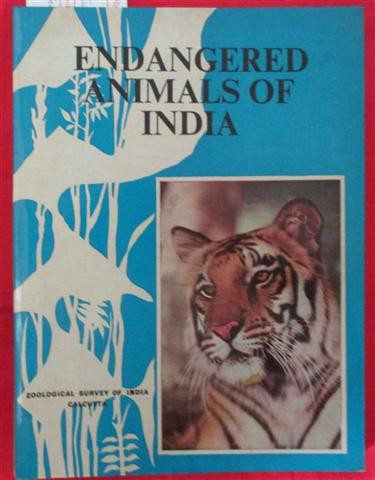 ENDANGERED
ANIMALS OF
INDIA
ZOOLOGICAL SURVEY OF INDIA
CALCUTTA